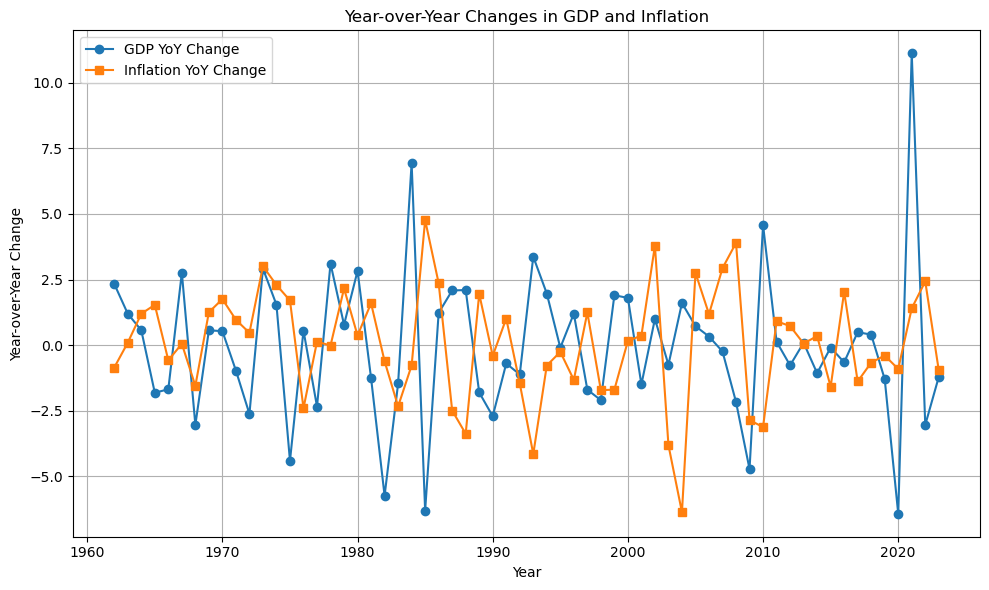 Year-over-Year Changes in GDP and Inflation
GDP YoY Change
Inflation YoY Change
Year-over-Year Change
10.0
7.5
5.0
2.5
0.0
−2.5
−5.0
1960 1970 1980 1990 2000 2010 2020
Year